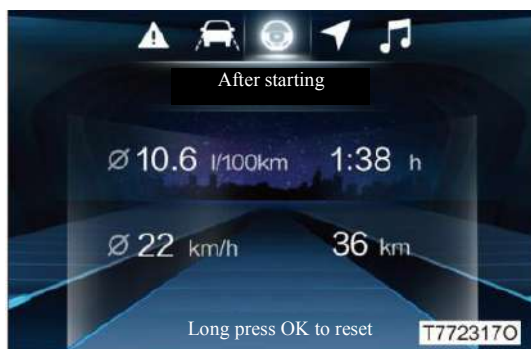 After starting
Ø 10.6 l/100km 1:38 h
Ø 22 km/h 36 km
Long press OK to reset T772317O